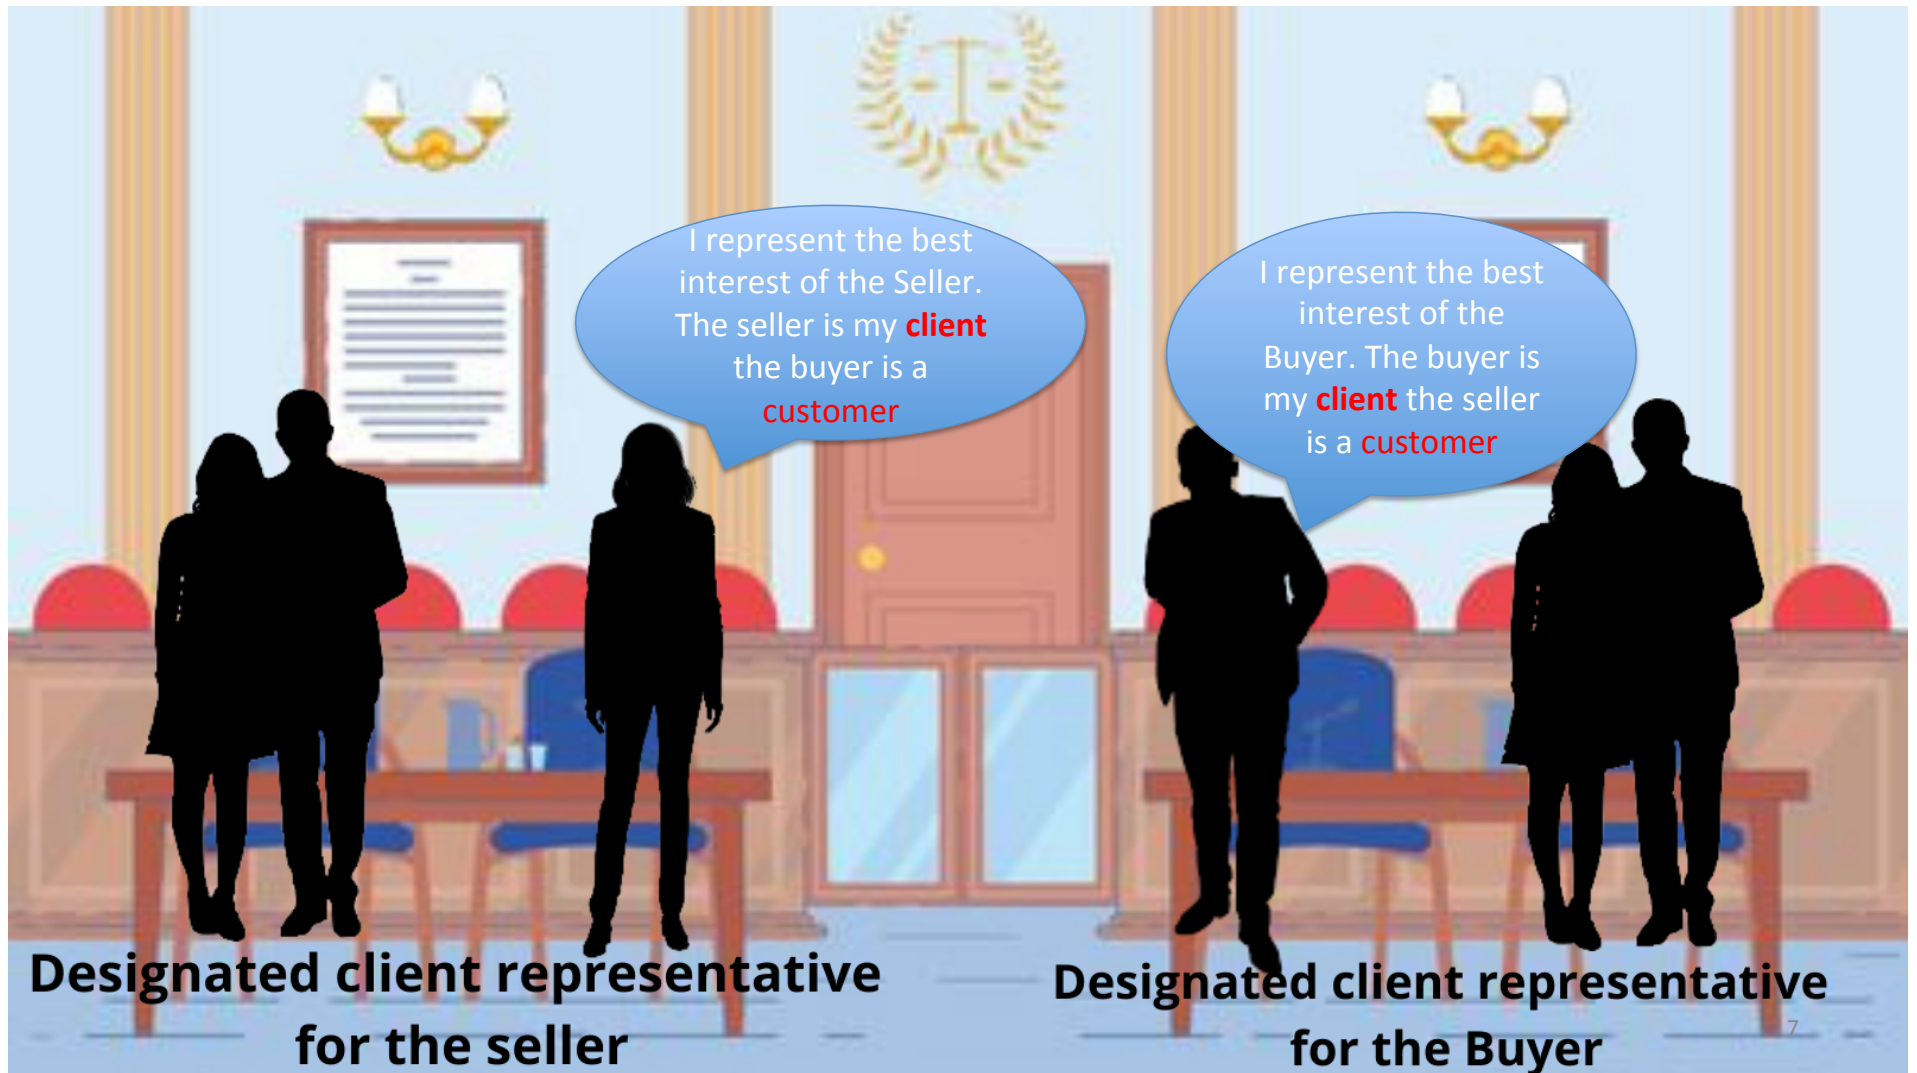 I represent the best
interest of the Seller.
The seller is my client
the buyer is a
customer
I represent the best
interest of the
Buyer. The buyer is
my client the seller
is a customer
Designated client representative
for the seller
Designated client representative
for the Buyer
7